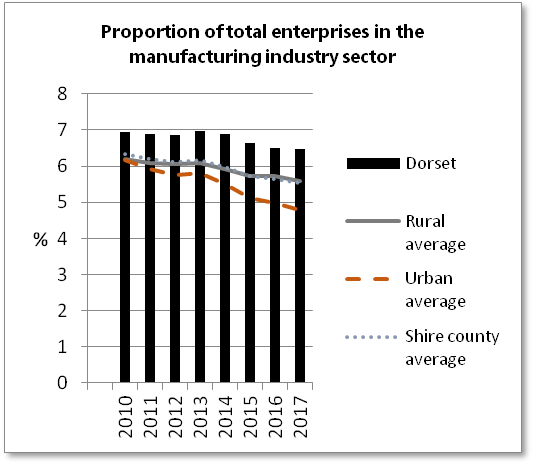 Proportion of total enterprises in the
manufacturing industry sector
8
7
6
5
4
3
2
1
0
%
2010
2011
2012
2013
2014
2015
2016
2017
Dorset
Rural
average
Urban
average
Shire county
average